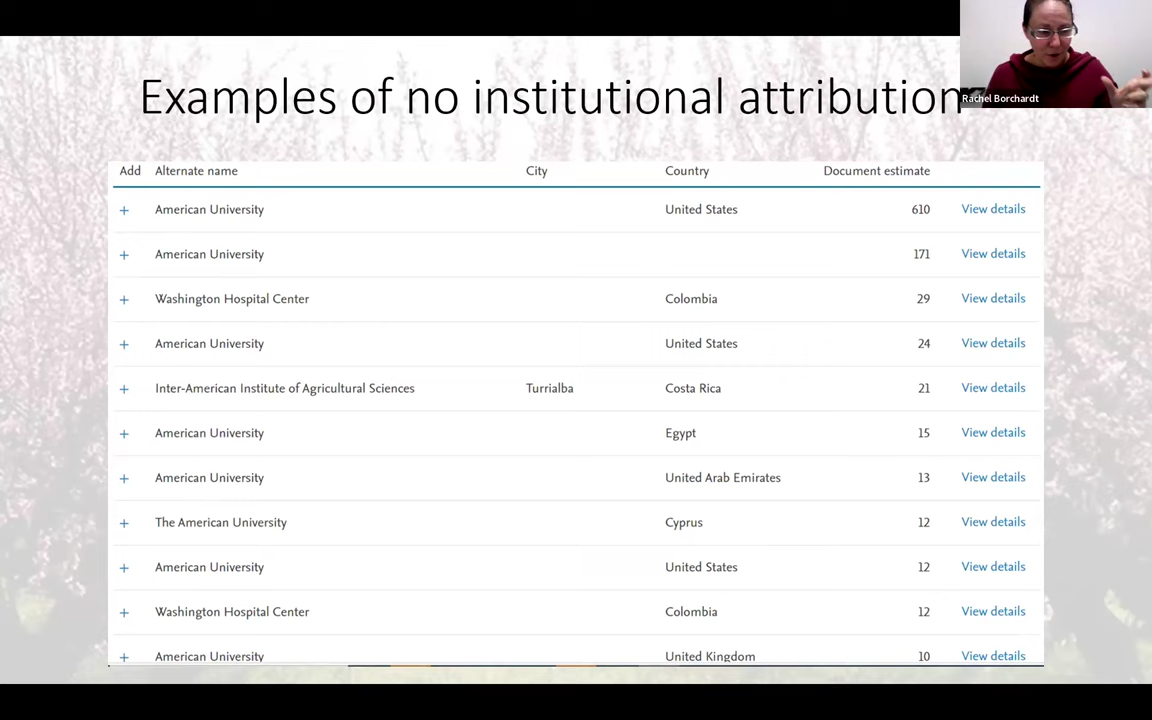 Examples of no institutional attribution
Rachel Borchardt
Add Alternate name City Country Document estimate
+ American University United States 610 View details
+ American University 171 View details
+ Washington Hospital Center Colombia 29 View details
+ American University United States 24 View details
+ Inter-American Institute of Agricultural Sciences Turrialba Costa Rica 21 View details
+ American University Egypt 15 View details
+ American University United Arab Emirates 13 View details
+ The American University Cyprus 12 View details
+ American University United States 12 View details
+ Washington Hospital Center Colombia 12 View details
+ American University United Kingdom 10 View details